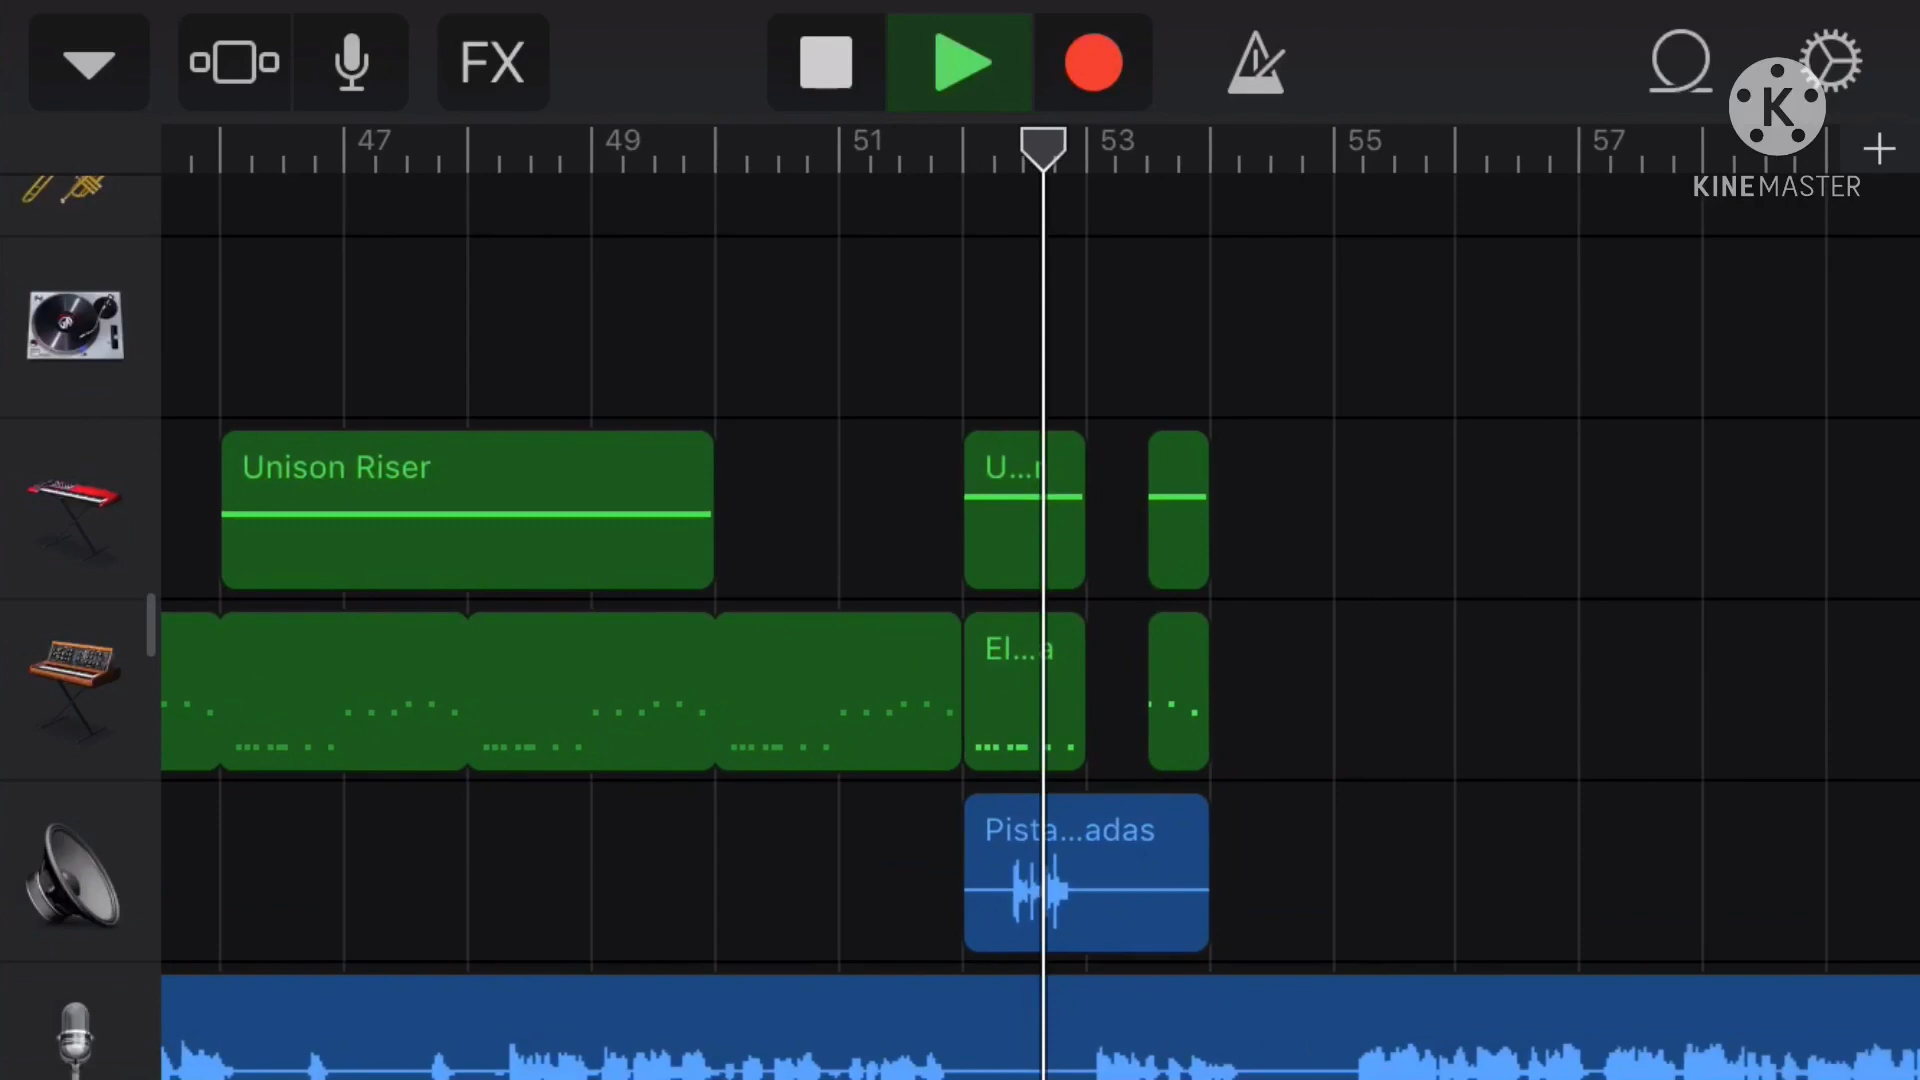 FX
47 49 51 53 55 57
K
KINEMASTER
Unison Riser
U...r
El...a
Pista...adas